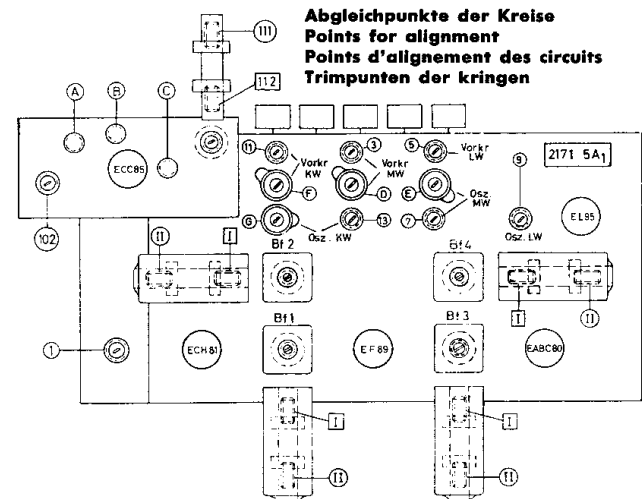 Abgleichpunkte der Kreise
Points for alignment
Points d'alignement des circuits
Trimpunten der kringen
111
112
A
B
C
ECC85
102
11
Vorkr
KW
3
Vorkr
MW
5
Vorkr
LW
9
2171 5A1
F
D
E
Osz.
MW
EL95
G
Osz. KW
13
7
Osz. LW
II
I
Bf 2
Bf 4
I
II
1
ECH81
Bf 1
EF89
Bf 3
EABC80
I
I
II
II